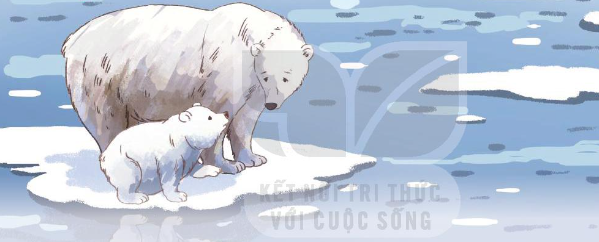 KẾT NỐI TRI THỨC
VỚI CUỘC SỐNG